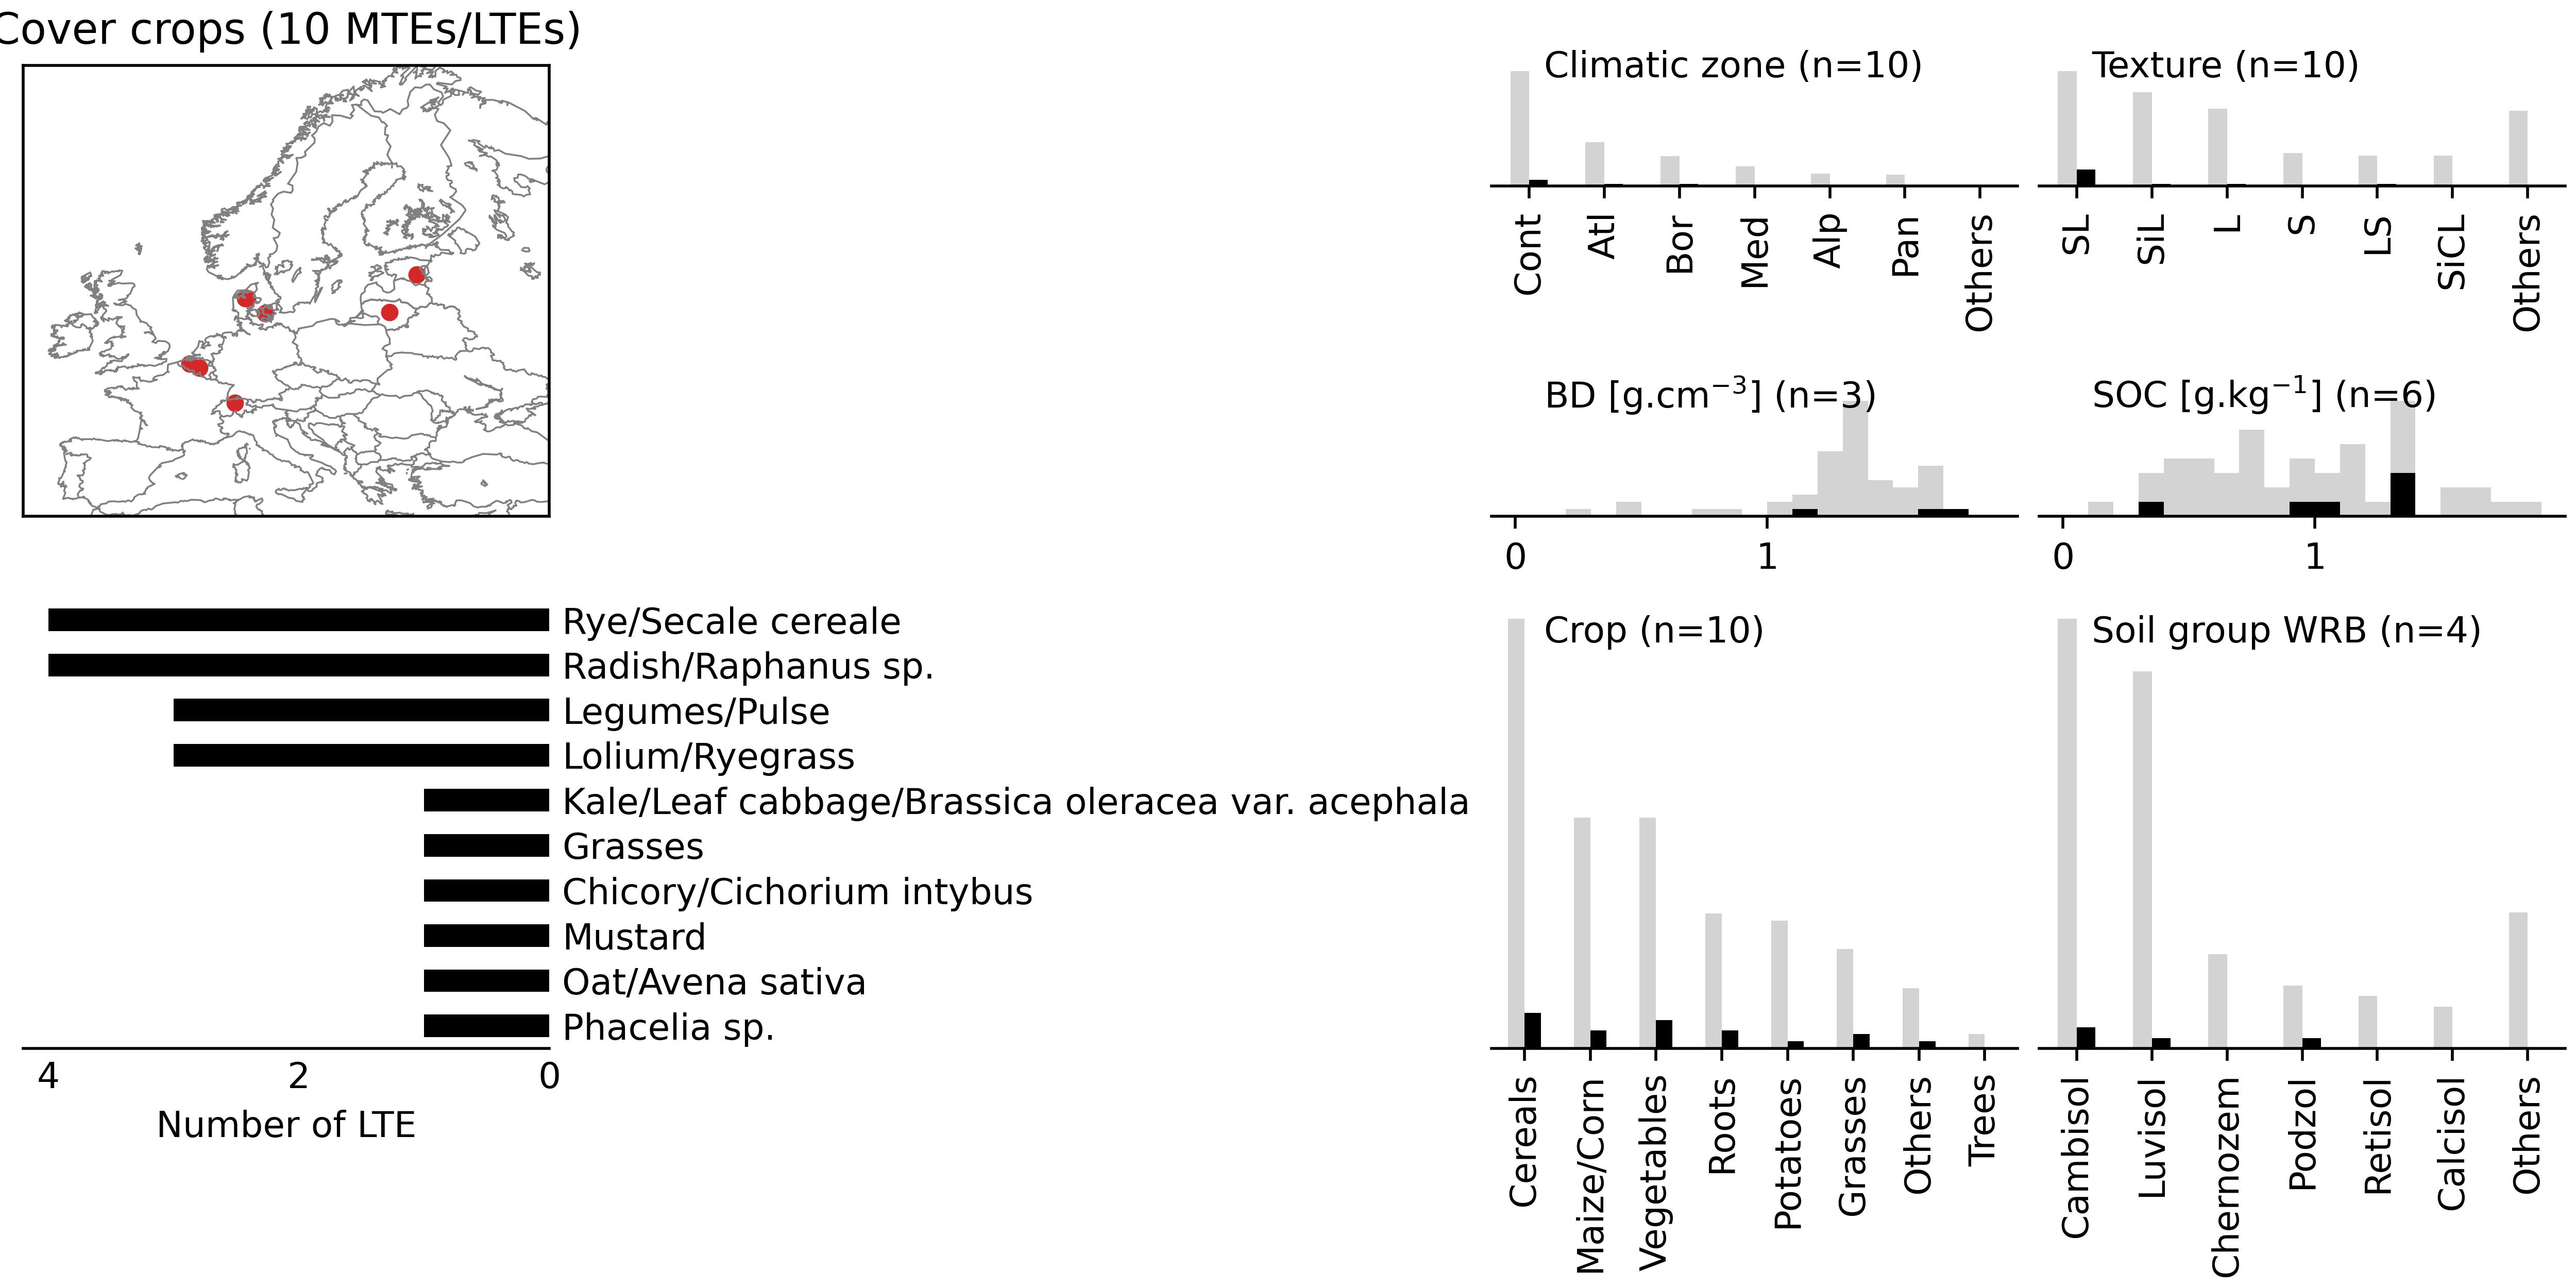 Cover crops (10 MTEs/LTEs)
Rye/Secale cereale
Radish/Raphanus sp.
Legumes/Pulse
Lolium/Ryegrass
Kale/Leaf cabbage/Brassica oleracea var. acephala
Grasses
Chicory/Cichorium intybus
Mustard
Oat/Avena sativa
Phacelia sp.
4 2 0
Number of LTE
Climatic zone (n=10)
Cont Atl Bor Med Alp Pan Others
Texture (n=10)
SL SiL L S LS SiCL Others
BD [g.cm⁻³] (n=3)
0 1
SOC [g.kg⁻¹] (n=6)
0 1
Crop (n=10)
Cereals Maize/Corn Vegetables Roots Potatoes Grasses Others Trees
Soil group WRB (n=4)
Cambisol Luvisol Chernozem Podzol Retisol Calcisol Others